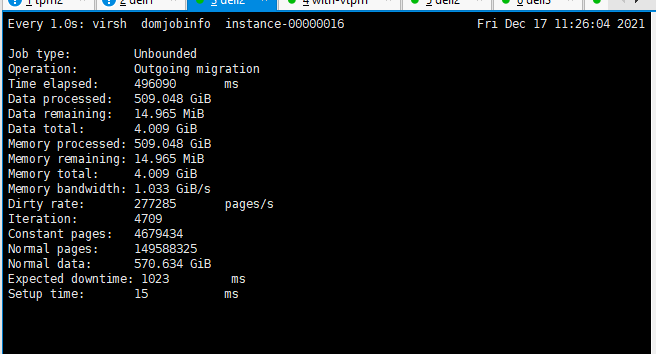 1 tpm2 2 dell1 3 dell2 4 with-vtpm 5 dell2 6 dell3
Every 1.0s: virsh  domjobinfo  instance-00000016 Fri Dec 17 11:26:04 2021
Job type: Unbounded
Operation: Outgoing migration
Time elapsed: 496090 ms
Data processed: 509.048 GiB
Data remaining: 14.965 MiB
Data total: 4.009 GiB
Memory processed: 509.048 GiB
Memory remaining: 14.965 MiB
Memory total: 4.009 GiB
Memory bandwidth: 1.033 GiB/s
Dirty rate: 277285 pages/s
Iteration: 4709
Constant pages: 4679434
Normal pages: 149588325
Normal data: 570.634 GiB
Expected downtime: 1023 ms
Setup time: 15 ms